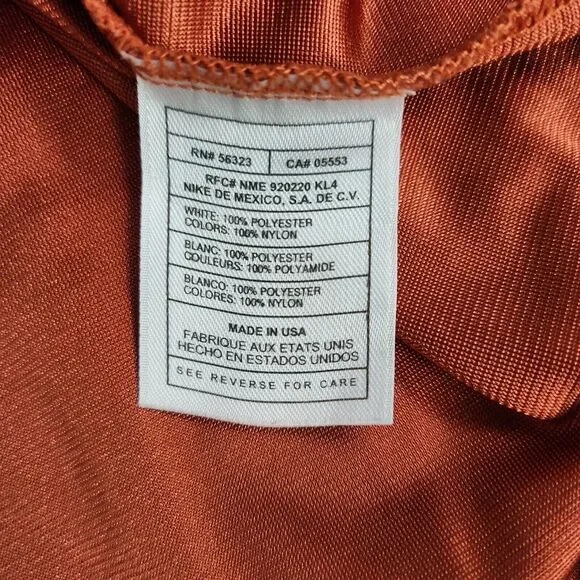 RN# 56323 CA# 05553
RFC# NME 920220 KL4
NIKE DE MEXICO, S.A. DE C.V.
WHITE: 100% POLYESTER
COLORS: 100% NYLON
BLANC: 100% POLYESTER
COULEURS: 100% POLYAMIDE
BLANCO: 100% POLYESTER
COLORES: 100% NYLON
MADE IN USA
FABRIQUE AUX ETATS UNIS
HECHO EN ESTADOS UNIDOS
SEE REVERSE FOR CARE